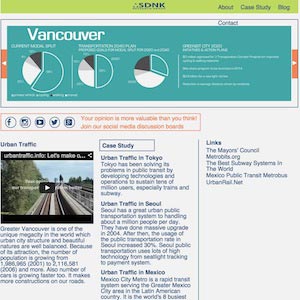 SDNK
About Case Study Blog
Contact
Vancouver
CURRENT MODAL SPLIT
TRANSPORTATION 2040 PLAN
GREENEST CITY 2020
Your opinion is more valuable than you think!
Join our social media discussion boards
Urban Traffic
urbantraffic.info: Let's make o...
Greater Vancouver is one of the
unique megacity in the world which
urban city structure and beautiful
natures are well balanced. Because
of its attraction, the number of
population is growing from
1,986,965 (2001) to 2,116,581
(2006) and more. Also number of
care is growing faster too. It makes
more constructions on our roads.
Case Study
Urban Traffic in Tokyo
Tokyo has been solving its
problems in public transit by
developing technologies and
operations to sustain tens of
million users, especially trains and
subway.
Urban Traffic in Seoul
Seoul has a great urban public
transportation system to handling
about a million people per day.
They have done massive upgrade
in 2004. After then, the usage of
the public transportation rate in
Seoul increased 30%. Seoul public
transportation uses lots of high
technology from seatlight tracking
to payment system.
Urban Traffic in Mexico
Mexico City Metro is a rapid transit
system serving the Greater Mexico
City area in the Latin American
country. It is the world's 8 busiest
Links
The Mayors' Council
Metrobits.org
The Best Subway Systems In
The World
Mexico Public Transit Metrobus
UrbanRail.Net